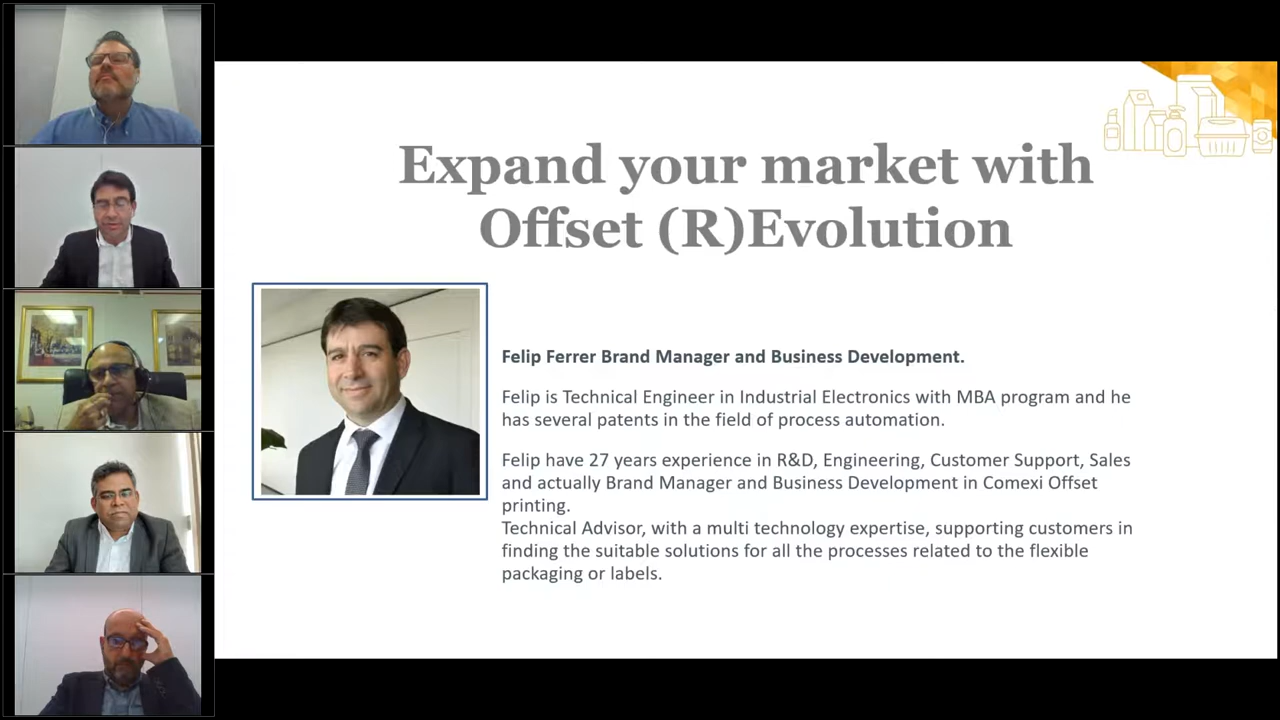 Expand your market with
Offset (R)Evolution
Felip Ferrer Brand Manager and Business Development.
Felip is Technical Engineer in Industrial Electronics with MBA program and he
has several patents in the field of process automation.
Felip have 27 years experience in R&D, Engineering, Customer Support, Sales
and actually Brand Manager and Business Development in Comexi Offset
printing.
Technical Advisor, with a multi technology expertise, supporting customers in
finding the suitable solutions for all the processes related to the flexible
packaging or labels.